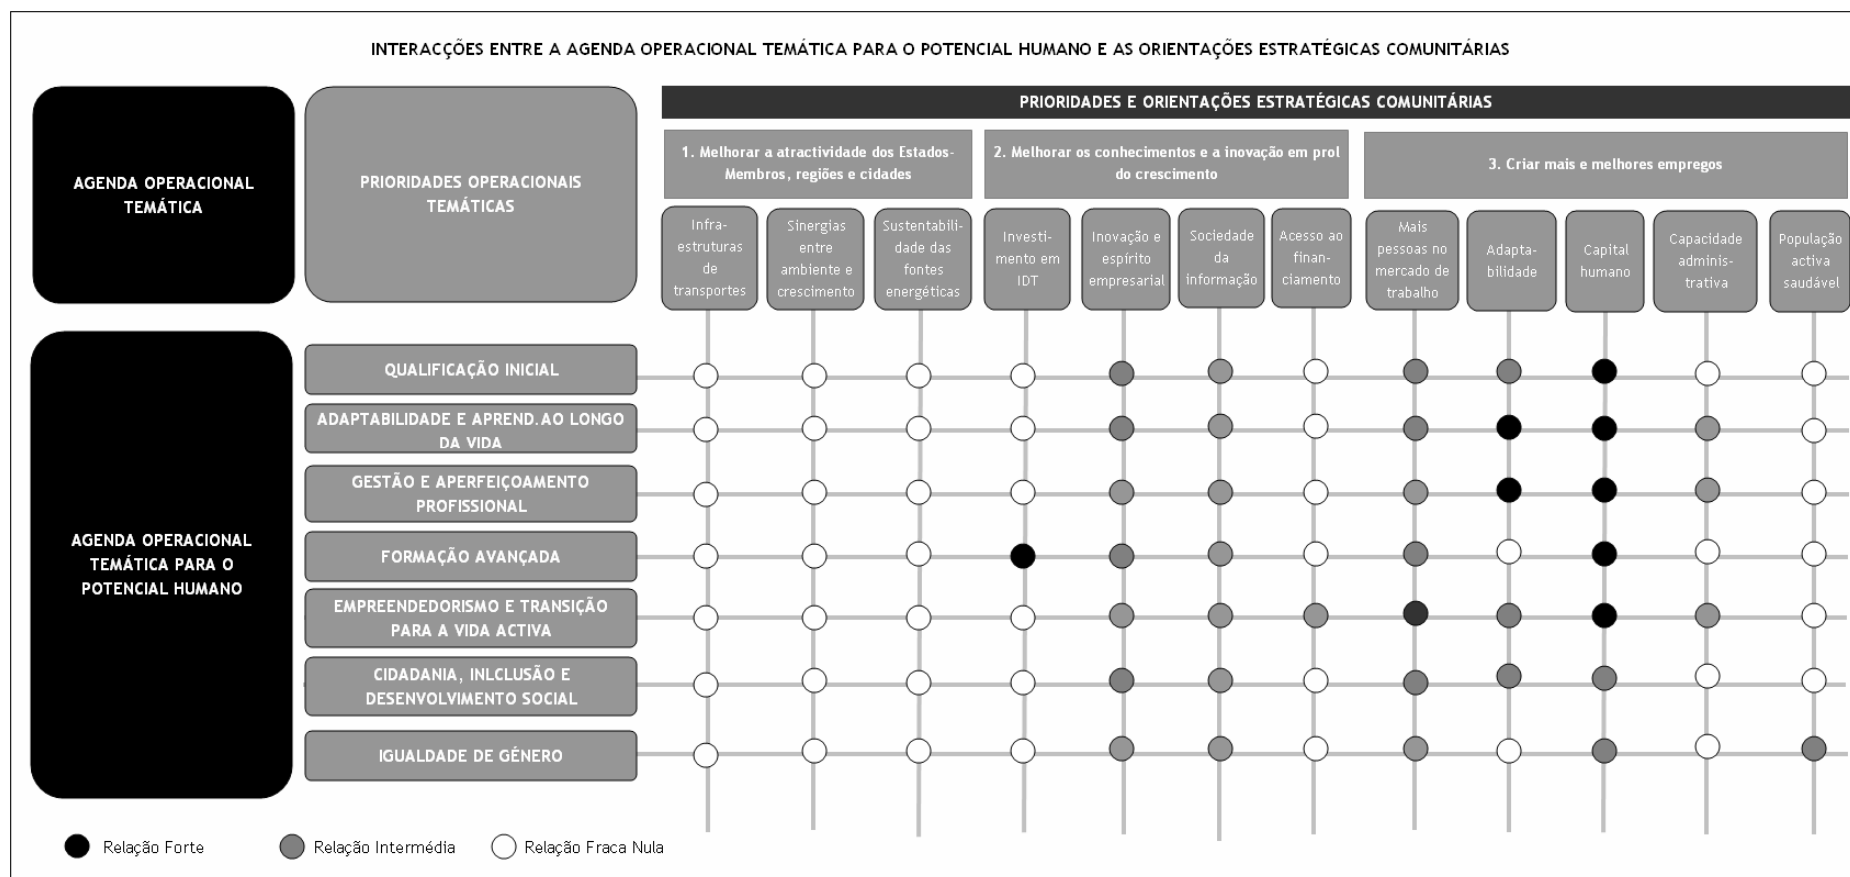 INTERACÇÕES ENTRE A AGENDA OPERACIONAL TEMÁTICA PARA O POTENCIAL HUMANO E AS ORIENTAÇÕES ESTRATÉGICAS COMUNITÁRIAS
AGENDA OPERACIONAL
TEMÁTICA
PRIORIDADES OPERACIONAIS
TEMÁTICAS
PRIORIDADES E ORIENTAÇÕES ESTRATÉGICAS COMUNITÁRIAS
1. Melhorar a atractividade dos Estados-
Membros, regiões e cidades
2. Melhorar os conhecimentos e a inovação em prol
do crescimento
3. Criar mais e melhores empregos
Infra-
estruturas
de
transportes
Sinergias
entre
ambiente e
crescimento
Sustentabili-
dade das
fontes
energéticas
Investi-
mento em
IDT
Inovação e
espírito
empresarial
Sociedade
da
informação
Acesso ao
finan-
ciamento
Mais
pessoas no
mercado de
trabalho
Adapta-
bilidade
Capital
humano
Capacidade
adminis-
trativa
População
activa
saudável
AGENDA OPERACIONAL
TEMÁTICA PARA O
POTENCIAL HUMANO
QUALIFICAÇÃO INICIAL
ADAPTABILIDADE E APREND.AO LONGO
DA VIDA
GESTÃO E APERFEIÇOAMENTO
PROFISSIONAL
FORMAÇÃO AVANÇADA
EMPREENDEDORISMO E TRANSIÇÃO
PARA A VIDA ACTIVA
CIDADANIA, INLCLUSÃO E
DESENVOLVIMENTO SOCIAL
IGUALDADE DE GÉNERO
Relação Forte
Relação Intermédia
Relação Fraca Nula